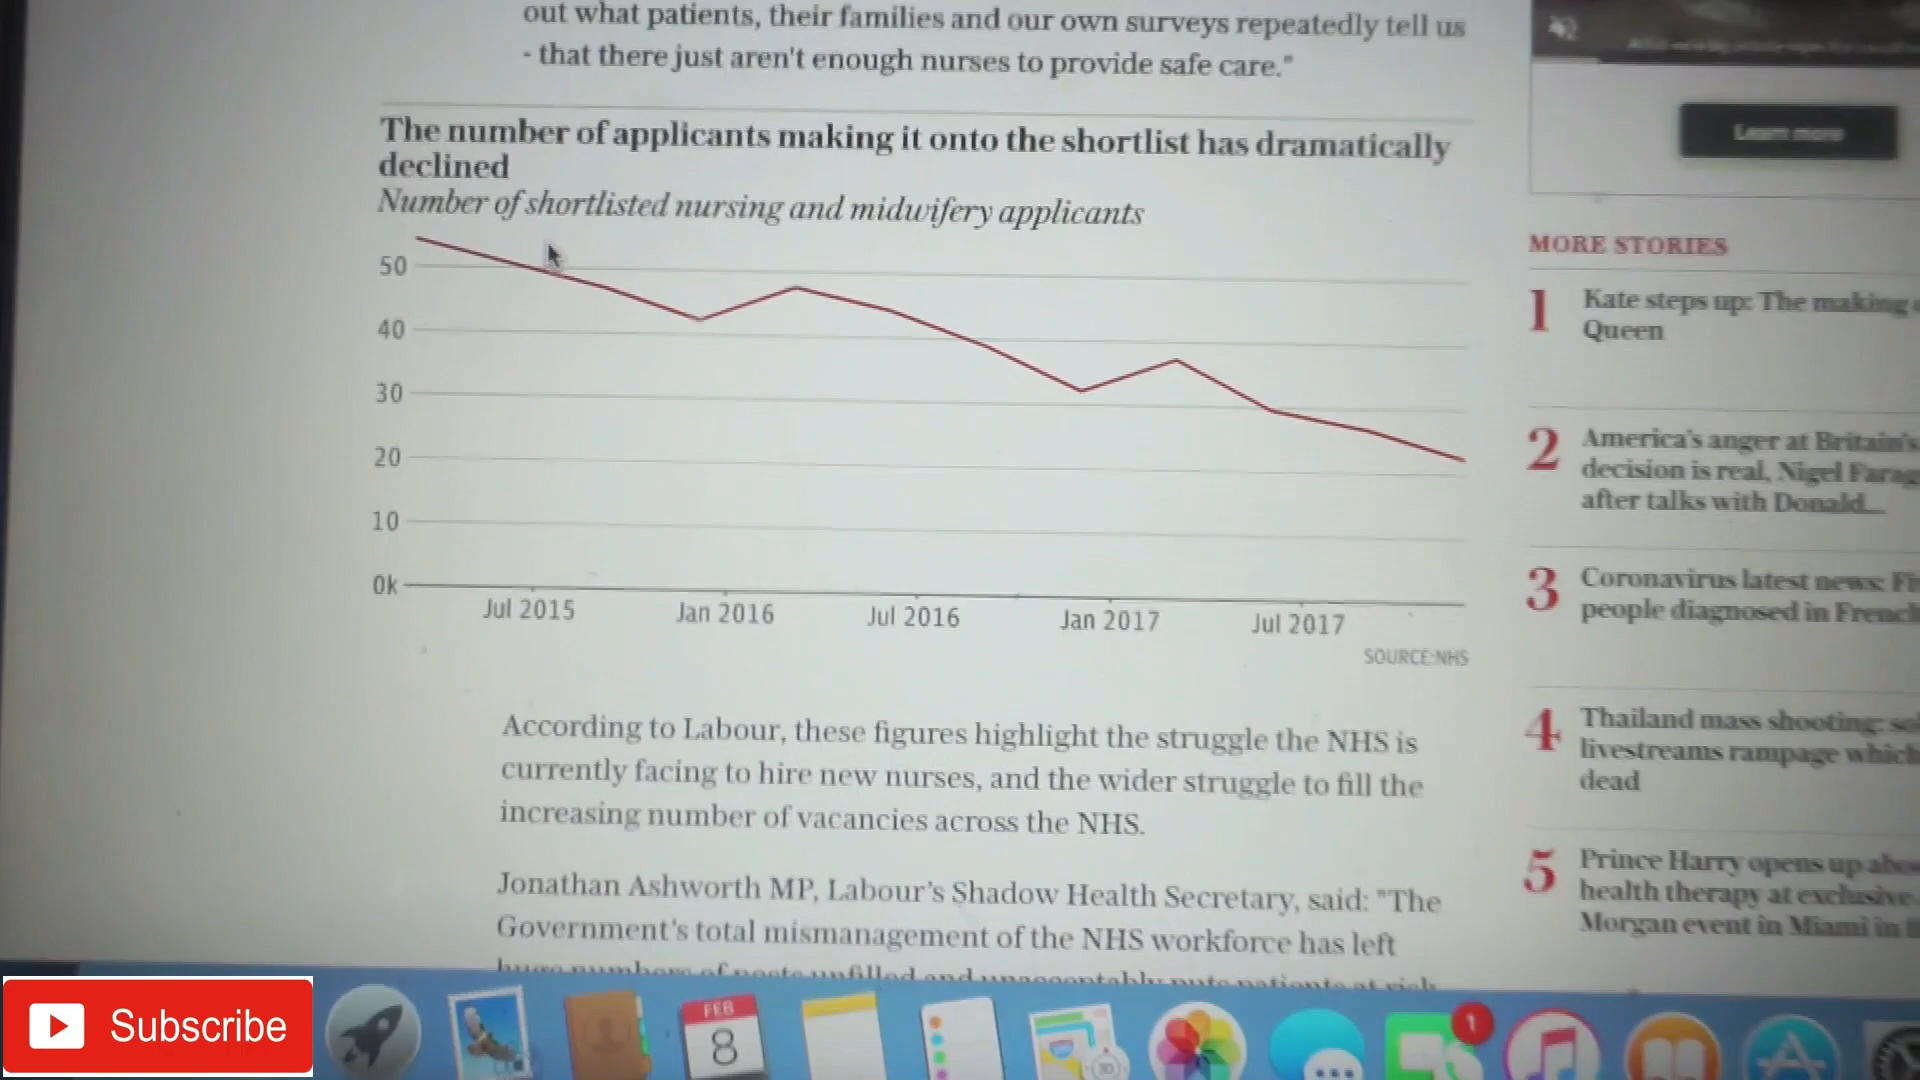 out what patients, their families and our own surveys repeatedly tell us
- that there just aren't enough nurses to provide safe care."
The number of applicants making it onto the shortlist has dramatically
declined
Number of shortlisted nursing and midwifery applicants
50
40
30
20
10
0k
Jul 2015
Jan 2016
Jul 2016
Jan 2017
Jul 2017
SOURCE:NHS
According to Labour, these figures highlight the struggle the NHS is
currently facing to hire new nurses, and the wider struggle to fill the
increasing number of vacancies across the NHS.
Jonathan Ashworth MP, Labour's Shadow Health Secretary, said: "The
Government's total mismanagement of the NHS workforce has left
Learn more
MORE STORIES
1
Kate steps up: The making
Queen
2
America's anger at Britain's
decision is real, Nigel
after talks with Donald...
3
Coronavirus latest news:
people diagnosed in
4
Thailand mass shooting:
livestreams rampage
dead
5
Prince Harry opens up
health therapy at exclusive
Morgan event in Miami in
Subscribe
FEB
8
1